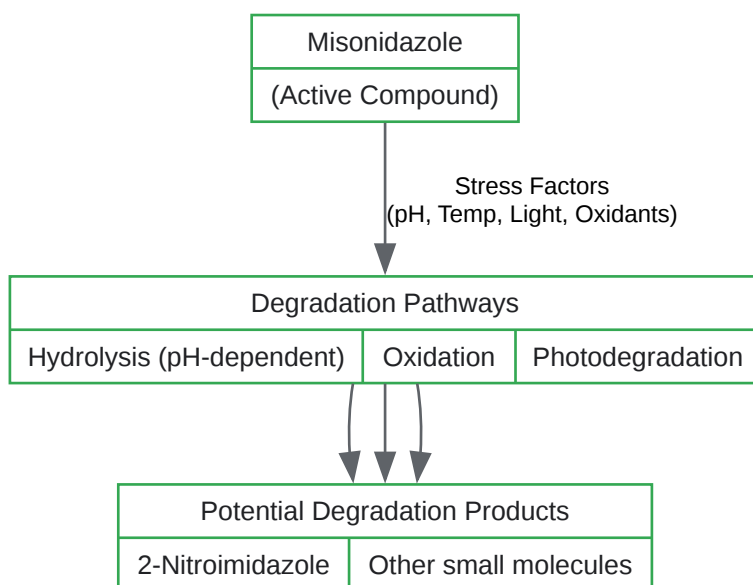 Misonidazole
(Active Compound)
Stress Factors
(pH, Temp, Light, Oxidants)
Degradation Pathways
Hydrolysis (pH-dependent)
Oxidation
Photodegradation
Potential Degradation Products
2-Nitroimidazole
Other small molecules